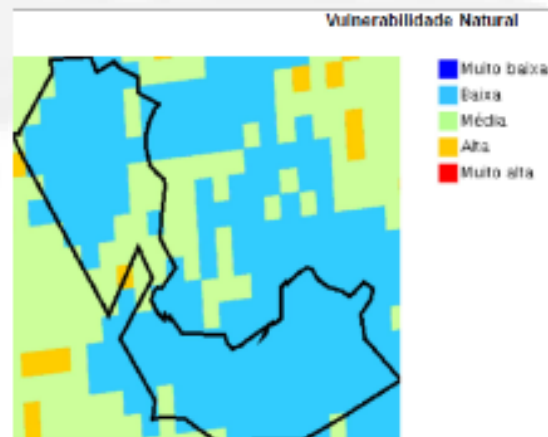 Vulnerabilidade Natural
Muito baixa
Baixa
Média
Alta
Muito alta